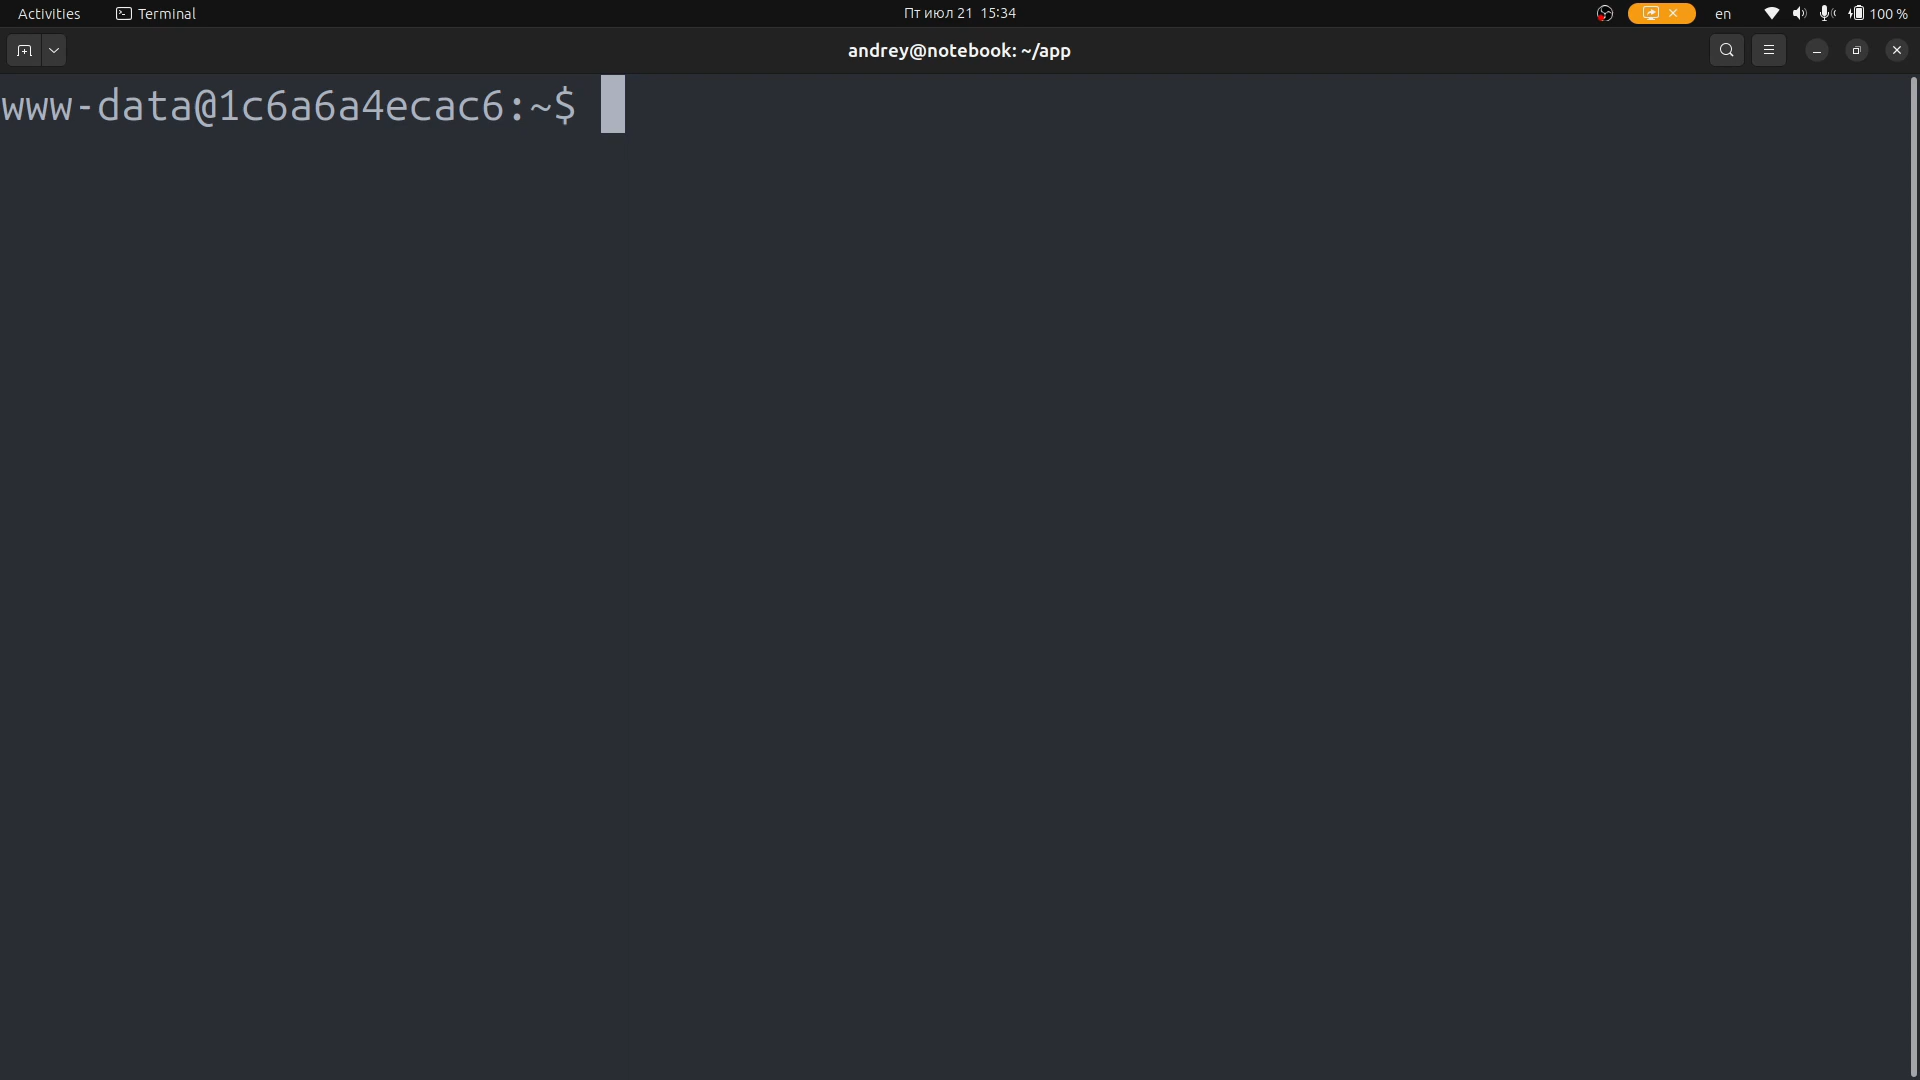 Activities Terminal Пт июл 21 15:34 en 100 %
andrey@notebook: ~/app
www-data@1c6a6a4ecac6:~$